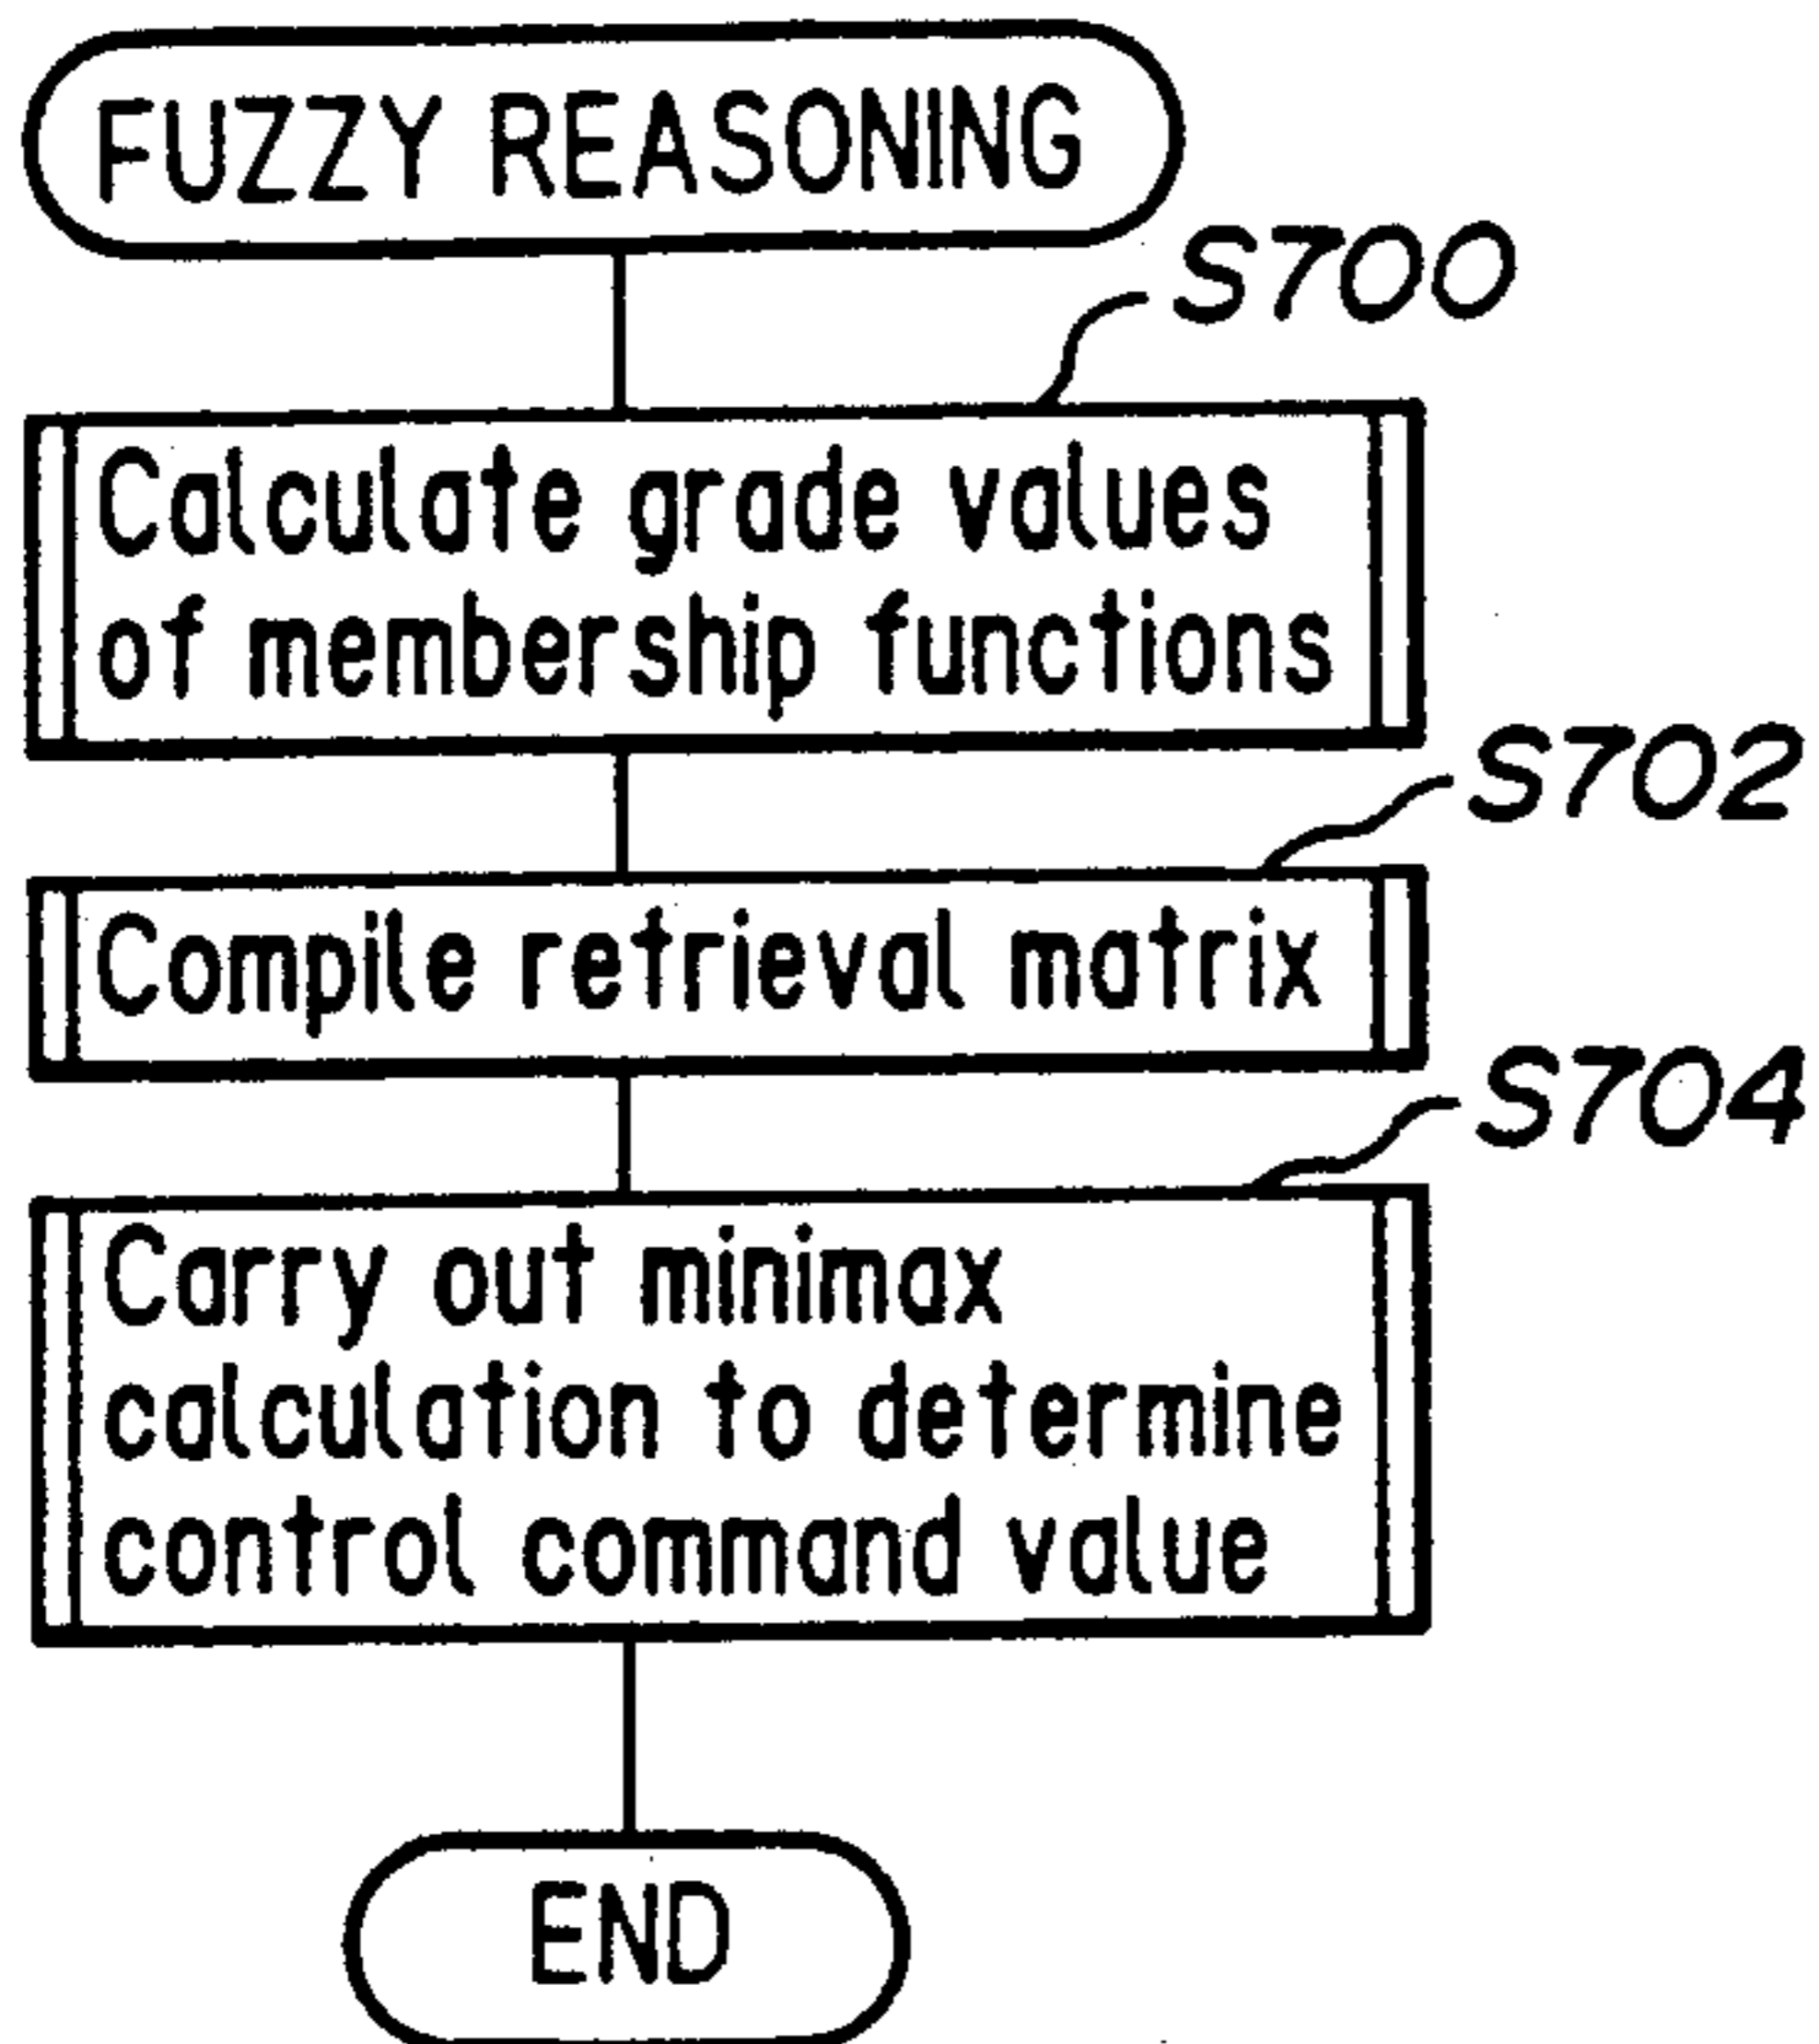 FUZZY REASONING
S700
Calculate grade values
of membership functions
S702
Compile retrieval matrix
S704
Carry out minimax
calculation to determine
control command value
END